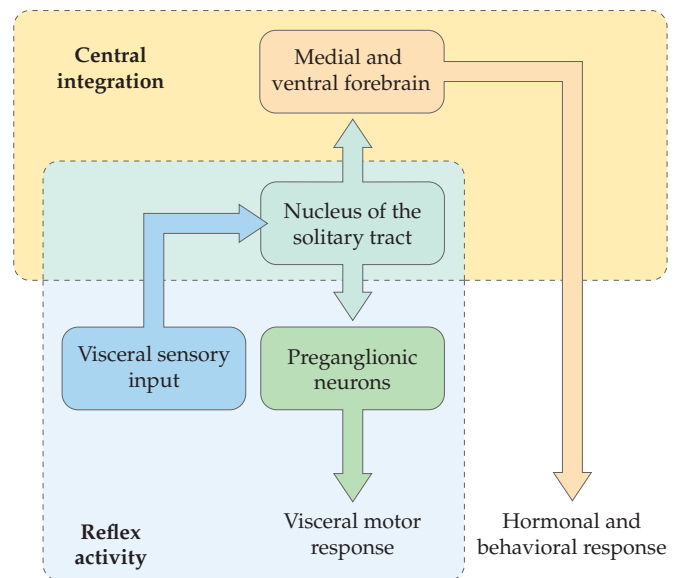 Central
integration
Medial and
ventral forebrain
Nucleus of the
solitary tract
Visceral sensory
input
Preganglionic
neurons
Reflex
activity
Visceral motor
response
Hormonal and
behavioral response